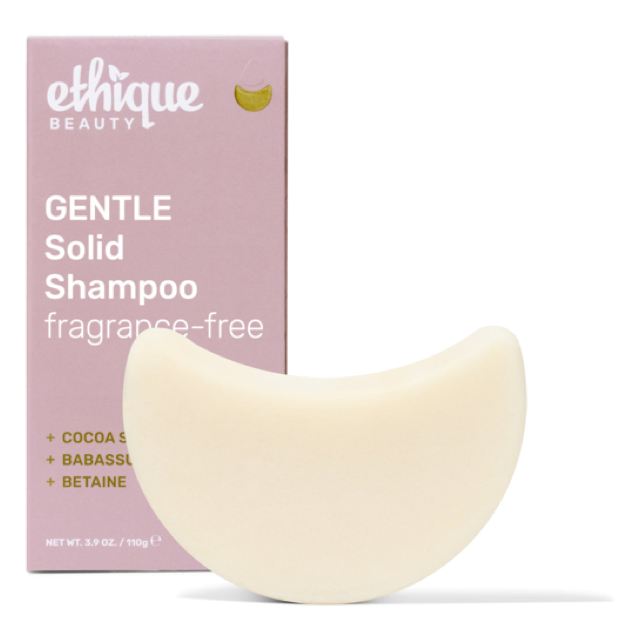 ethique
BEAUTY
GENTLE
Solid
Shampoo
fragrance-free
+ COCOA
+ BABASSU
+ BETAINE
NET WT. 3.9 OZ. / 110g ℮